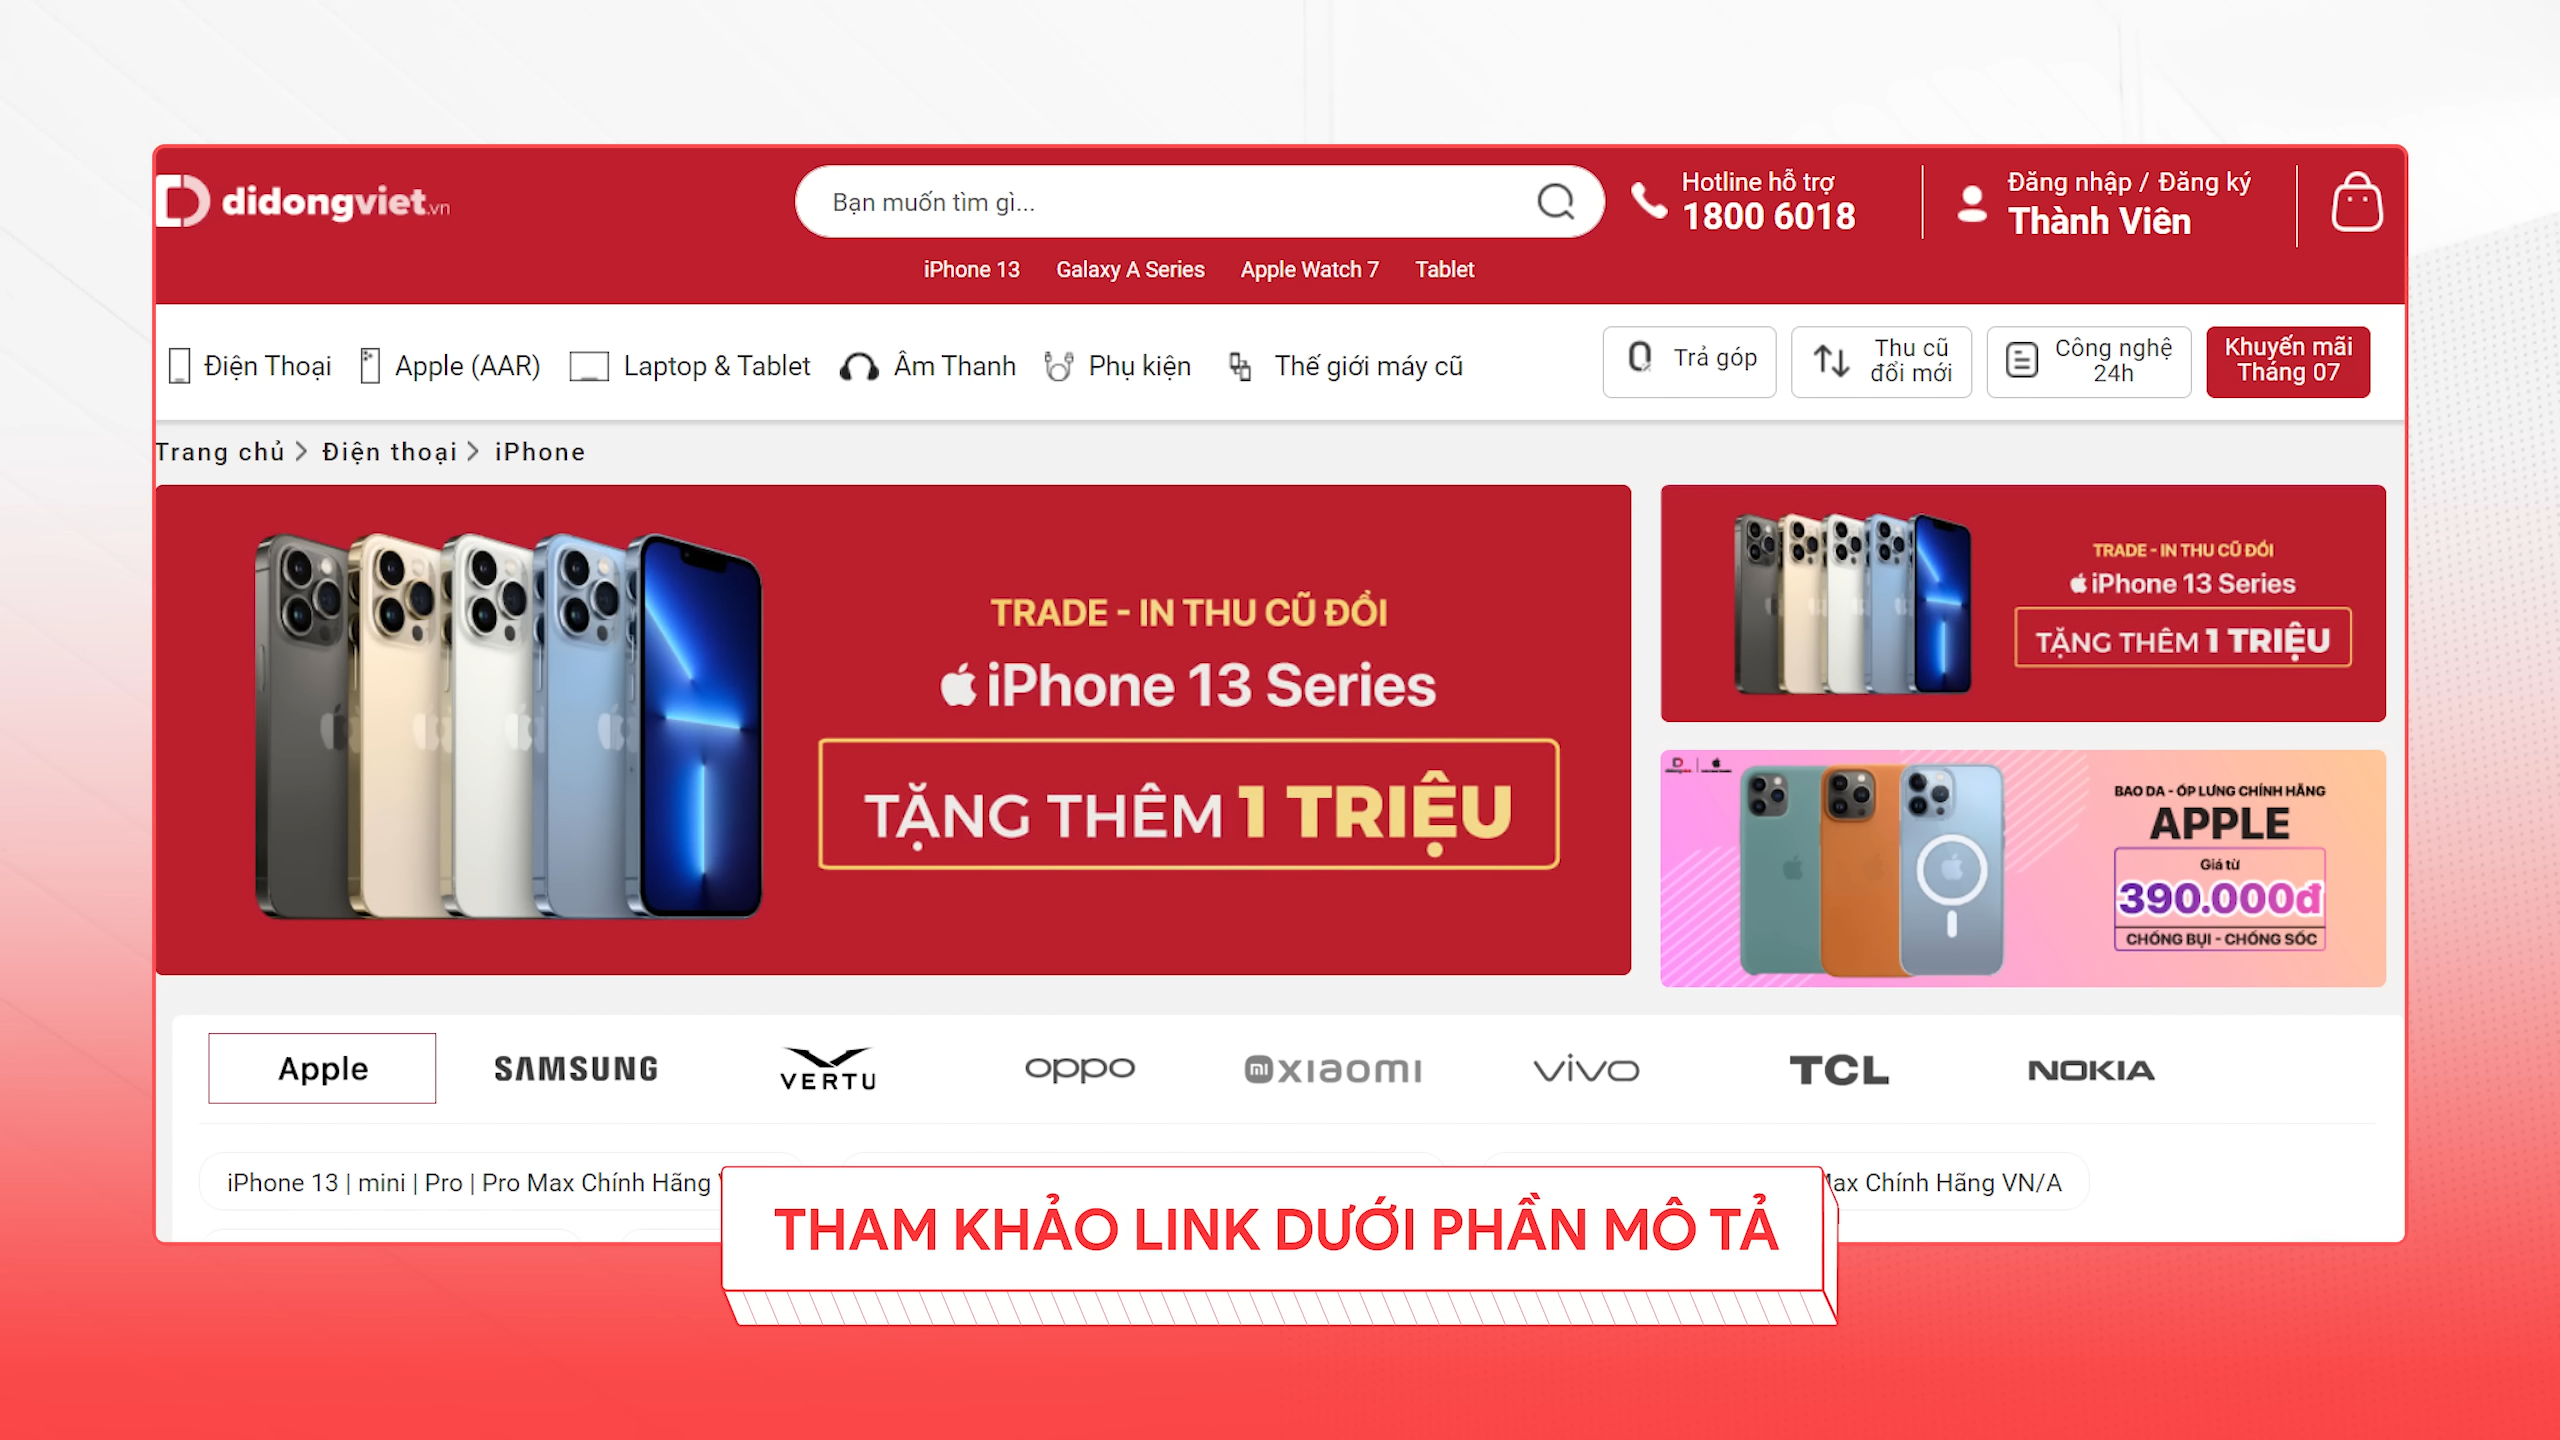 didongviet.vn
Bạn muốn tìm gì...
Hotline hỗ trợ
1800 6018
Đăng nhập / Đăng ký
Thành Viên
iPhone 13 Galaxy A Series Apple Watch 7 Tablet
Điện Thoại Apple (AAR) Laptop & Tablet Âm Thanh Phụ kiện Thế giới máy cũ
Trả góp
Thu cũ
đổi mới
Công nghệ
24h
Khuyến mãi
Tháng 07
Trang chủ > Điện thoại > iPhone
TRADE - IN THU CŨ ĐỔI
iPhone 13 Series
TẶNG THÊM 1 TRIỆU
TRADE - IN THU CŨ ĐỔI
iPhone 13 Series
TẶNG THÊM 1 TRIỆU
BAO DA - ỐP LƯNG CHÍNH HÃNG
APPLE
Giá từ
390.000đ
CHỐNG BỤI - CHỐNG SỐC
Apple SAMSUNG VERTU oppo xiaomi vivo TCL NOKIA
iPhone 13 | mini | Pro | Pro Max Chính Hãng
Max Chính Hãng VN/A
THAM KHẢO LINK DƯỚI PHẦN MÔ TẢ